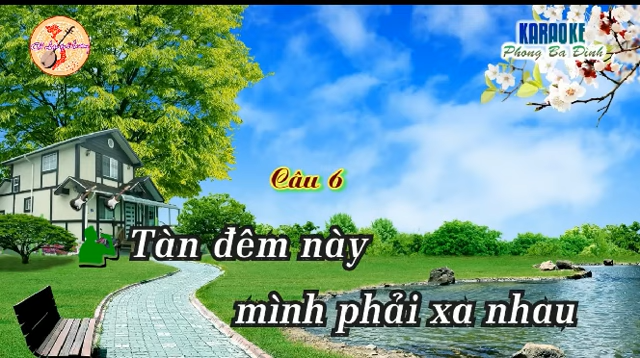 KARAOKE
Phong Ba Đình
Câu 6
Tàn đêm này
mình phải xa nhau